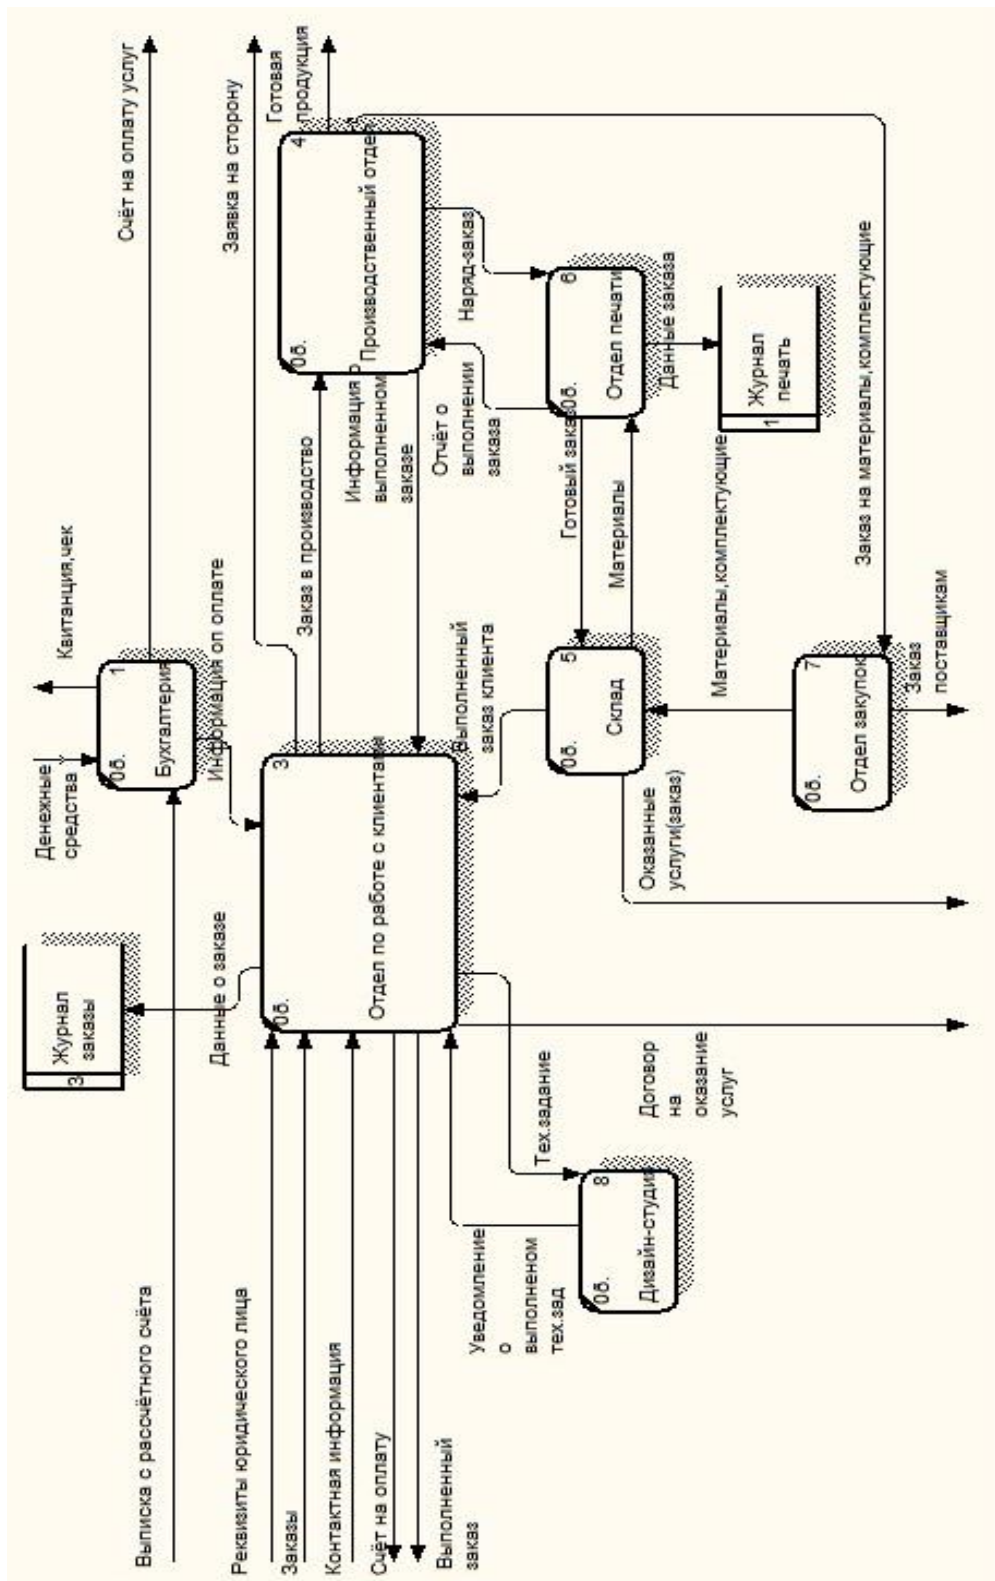 Выписка с рассчётного счёта
Реквизиты юридического лица
Заказы
Контактная информация
Счёт на оплату
Выполненный
заказ
3
Журнал
заказы
Данные о заказе
Денежные
средства
Квитанция,чек
0б.
1
Бухгалтерия
Счёт на оплату услуг
Информация оп оплате
0б.
3
Отдел по работе с клиентами
Заявка на сторону
Заказ в производство
Информация о
выполненном
заказе
Готовая
продукция
0б.
4
Производственный отдел
Наряд-заказ
Отчёт о
выполнении
заказа
0б.
6
Отдел печати
Данные заказа
1
Журнал
печать
Готовый заказ
Материалы
Выполненный
заказ клиента
0б.
5
Склад
Материалы,комплектующие
Заказ на материалы,комплектующие
Оказанные
услуги(заказ)
0б.
7
Отдел закупок
Заказ
поставщикам
Уведомление
о
выполненом
тех.зад
Тех.задание
0б.
8
Дизайн-студия
Договор
на
оказание
услуг